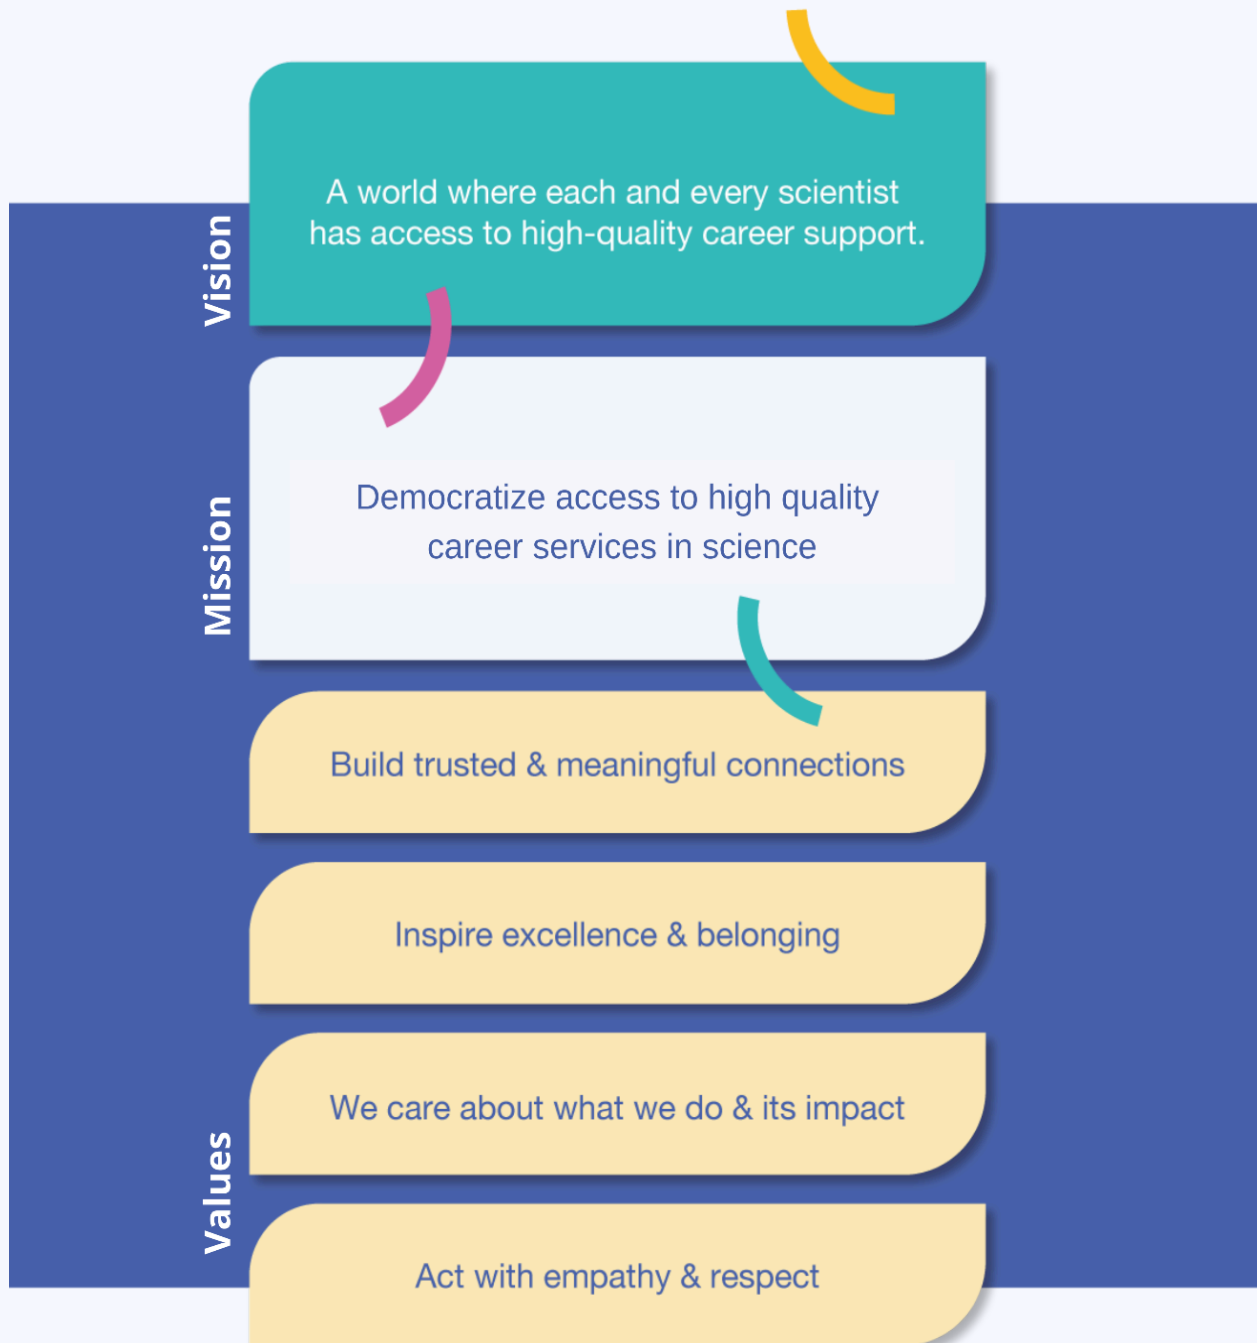 Vision
A world where each and every scientist
has access to high-quality career support.
Mission
Democratize access to high quality
career services in science
Values
Build trusted & meaningful connections
Inspire excellence & belonging
We care about what we do & its impact
Act with empathy & respect